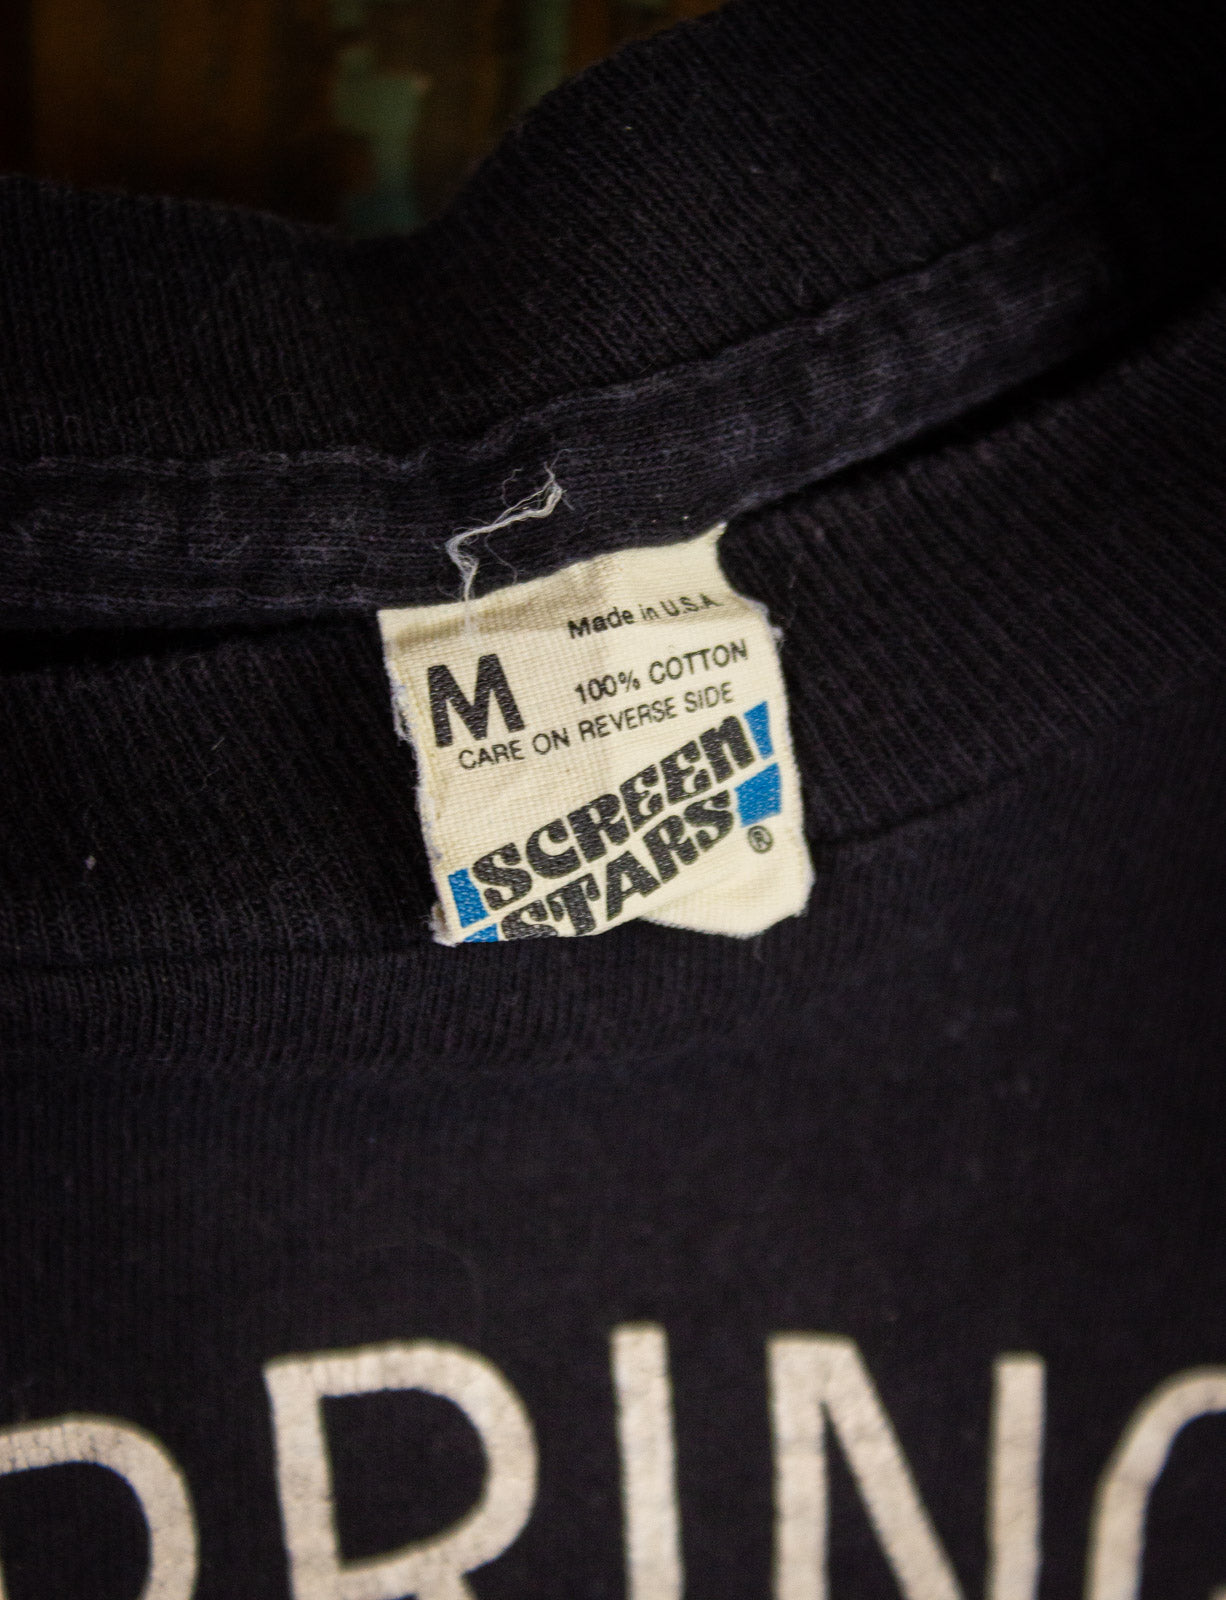 Made in U.S.A.
M
100% COTTON
CARE ON REVERSE SIDE
SCREEN
STARS
®